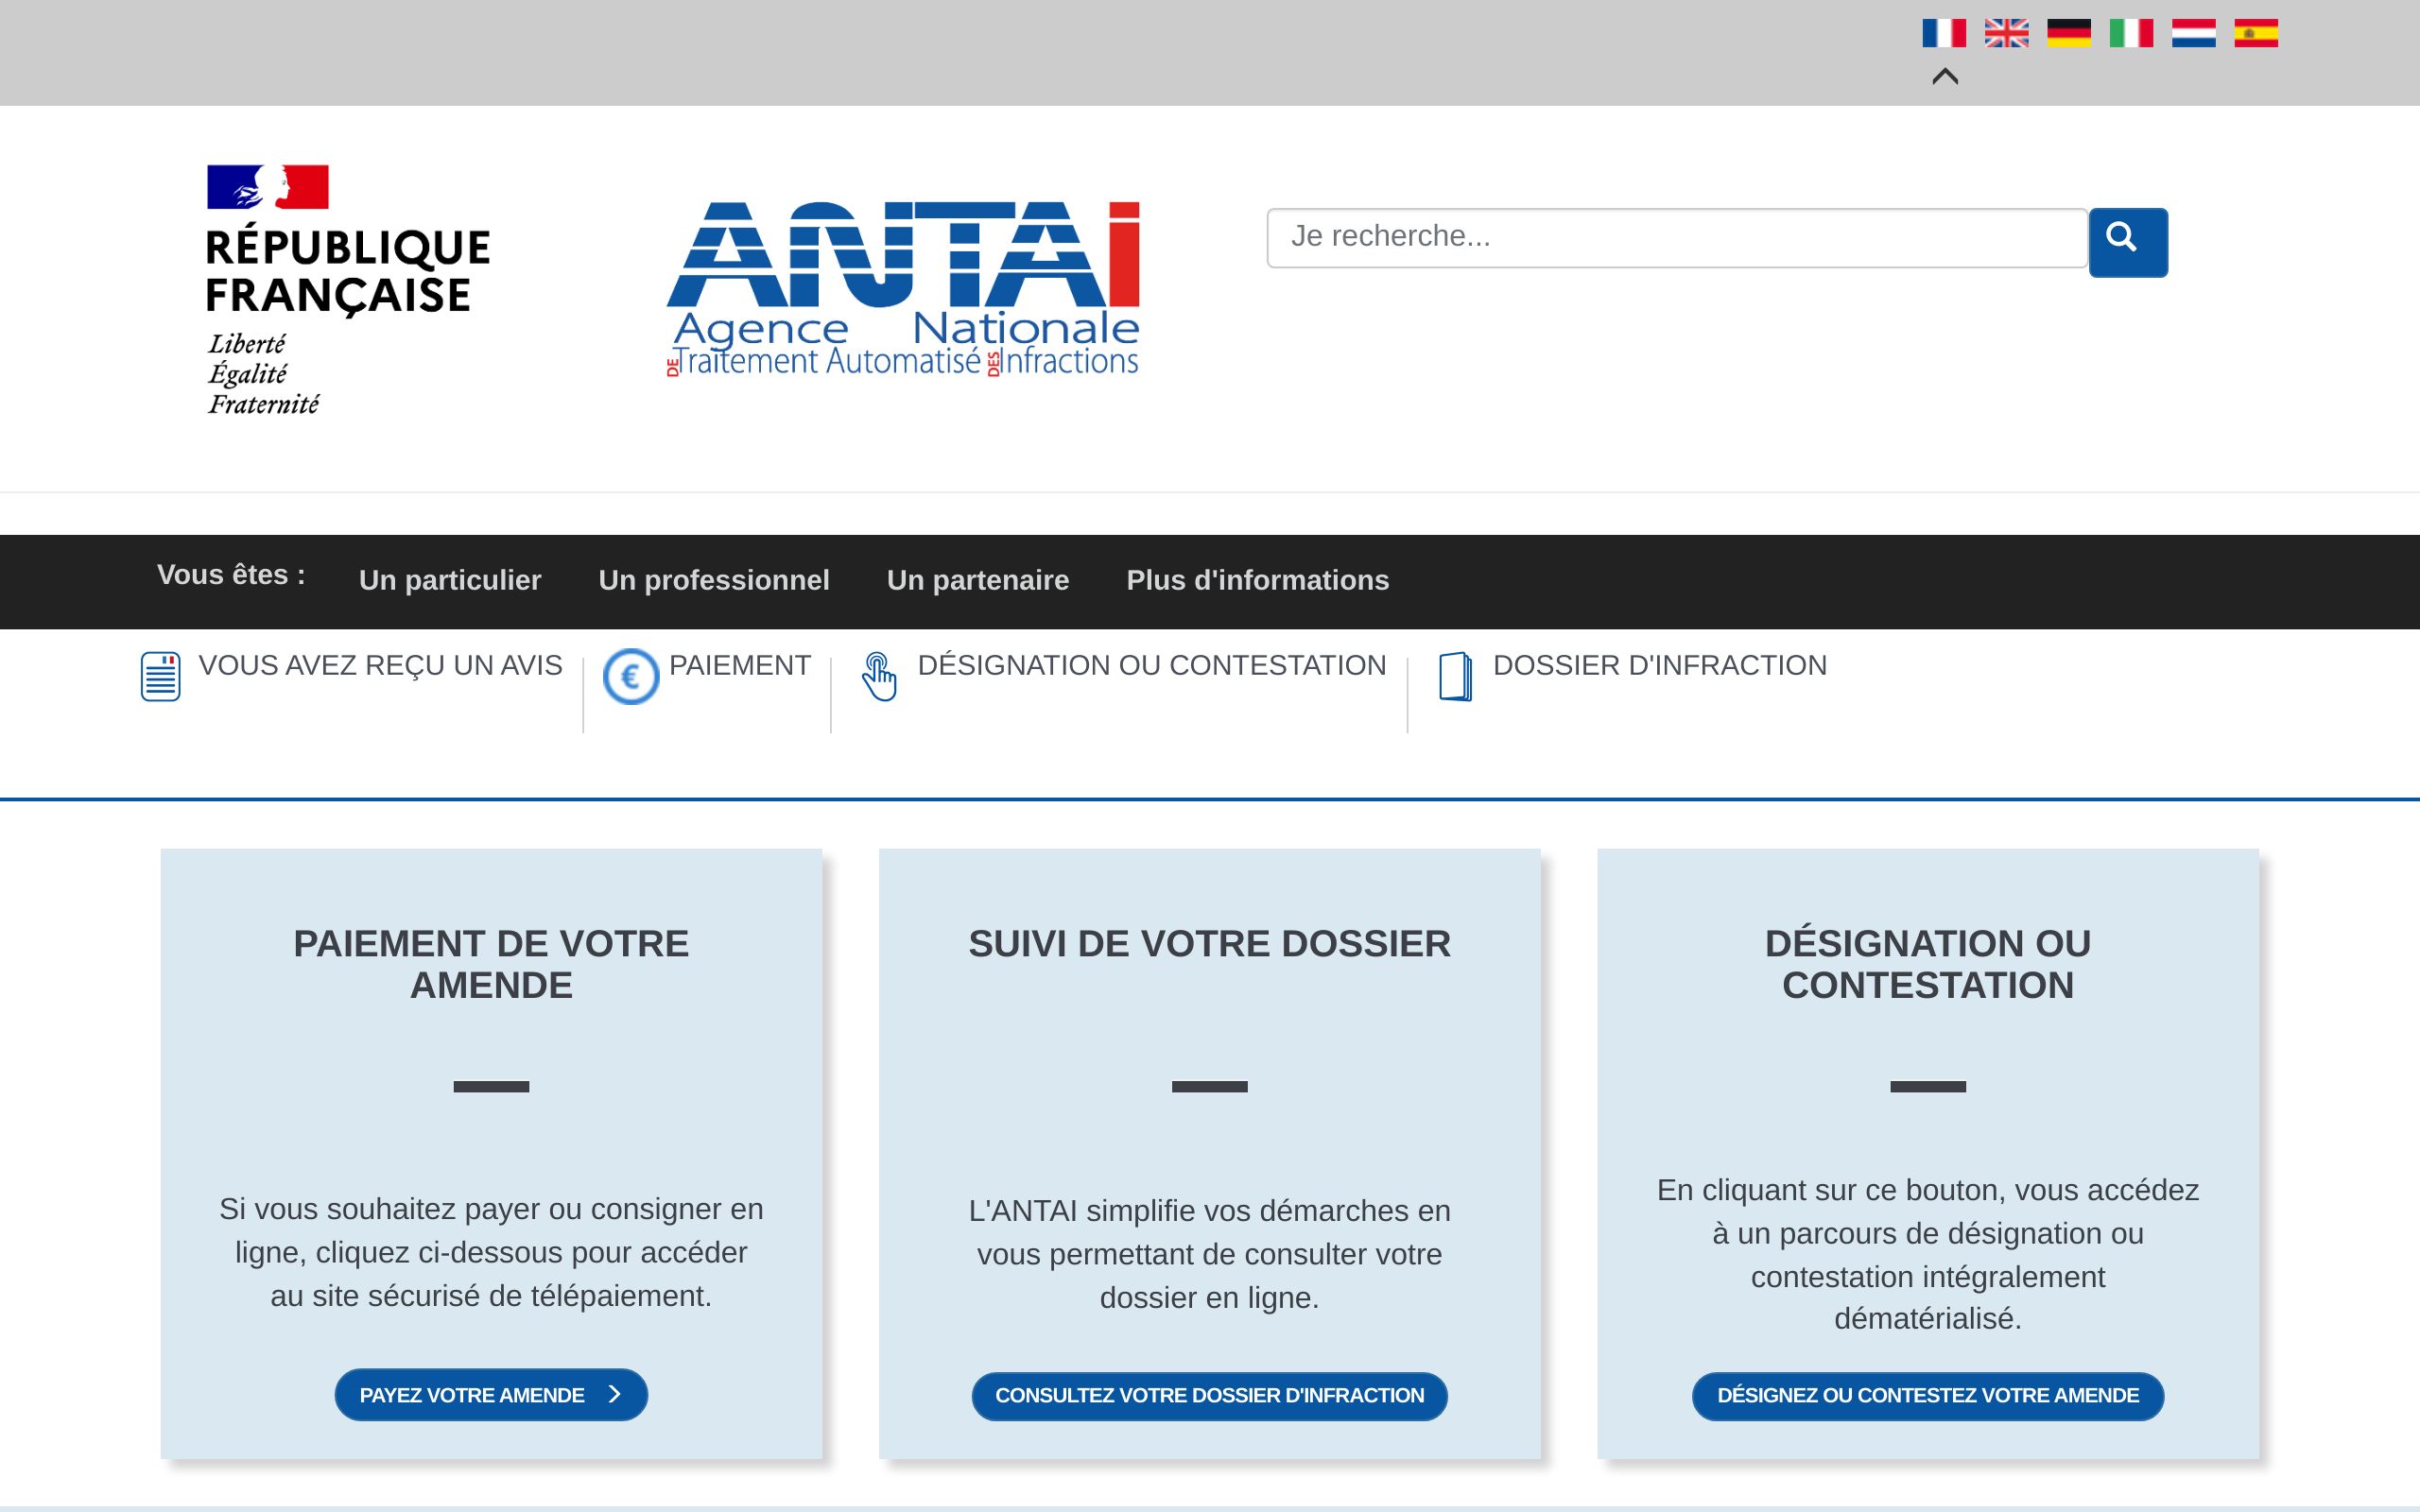 RÉPUBLIQUE
FRANÇAISE
Liberté
Égalité
Fraternité
ANTAi
Agence Nationale
DE Traitement Automatisé DES Infractions
Je recherche...
Vous êtes : Un particulier Un professionnel Un partenaire Plus d'informations
VOUS AVEZ REÇU UN AVIS € PAIEMENT DÉSIGNATION OU CONTESTATION DOSSIER D'INFRACTION
PAIEMENT DE VOTRE
AMENDE
Si vous souhaitez payer ou consigner en
ligne, cliquez ci-dessous pour accéder
au site sécurisé de télépaiement.
PAYEZ VOTRE AMENDE
SUIVI DE VOTRE DOSSIER
L'ANTAI simplifie vos démarches en
vous permettant de consulter votre
dossier en ligne.
CONSULTEZ VOTRE DOSSIER D'INFRACTION
DÉSIGNATION OU
CONTESTATION
En cliquant sur ce bouton, vous accédez
à un parcours de désignation ou
contestation intégralement
dématérialisé.
DÉSIGNEZ OU CONTESTEZ VOTRE AMENDE